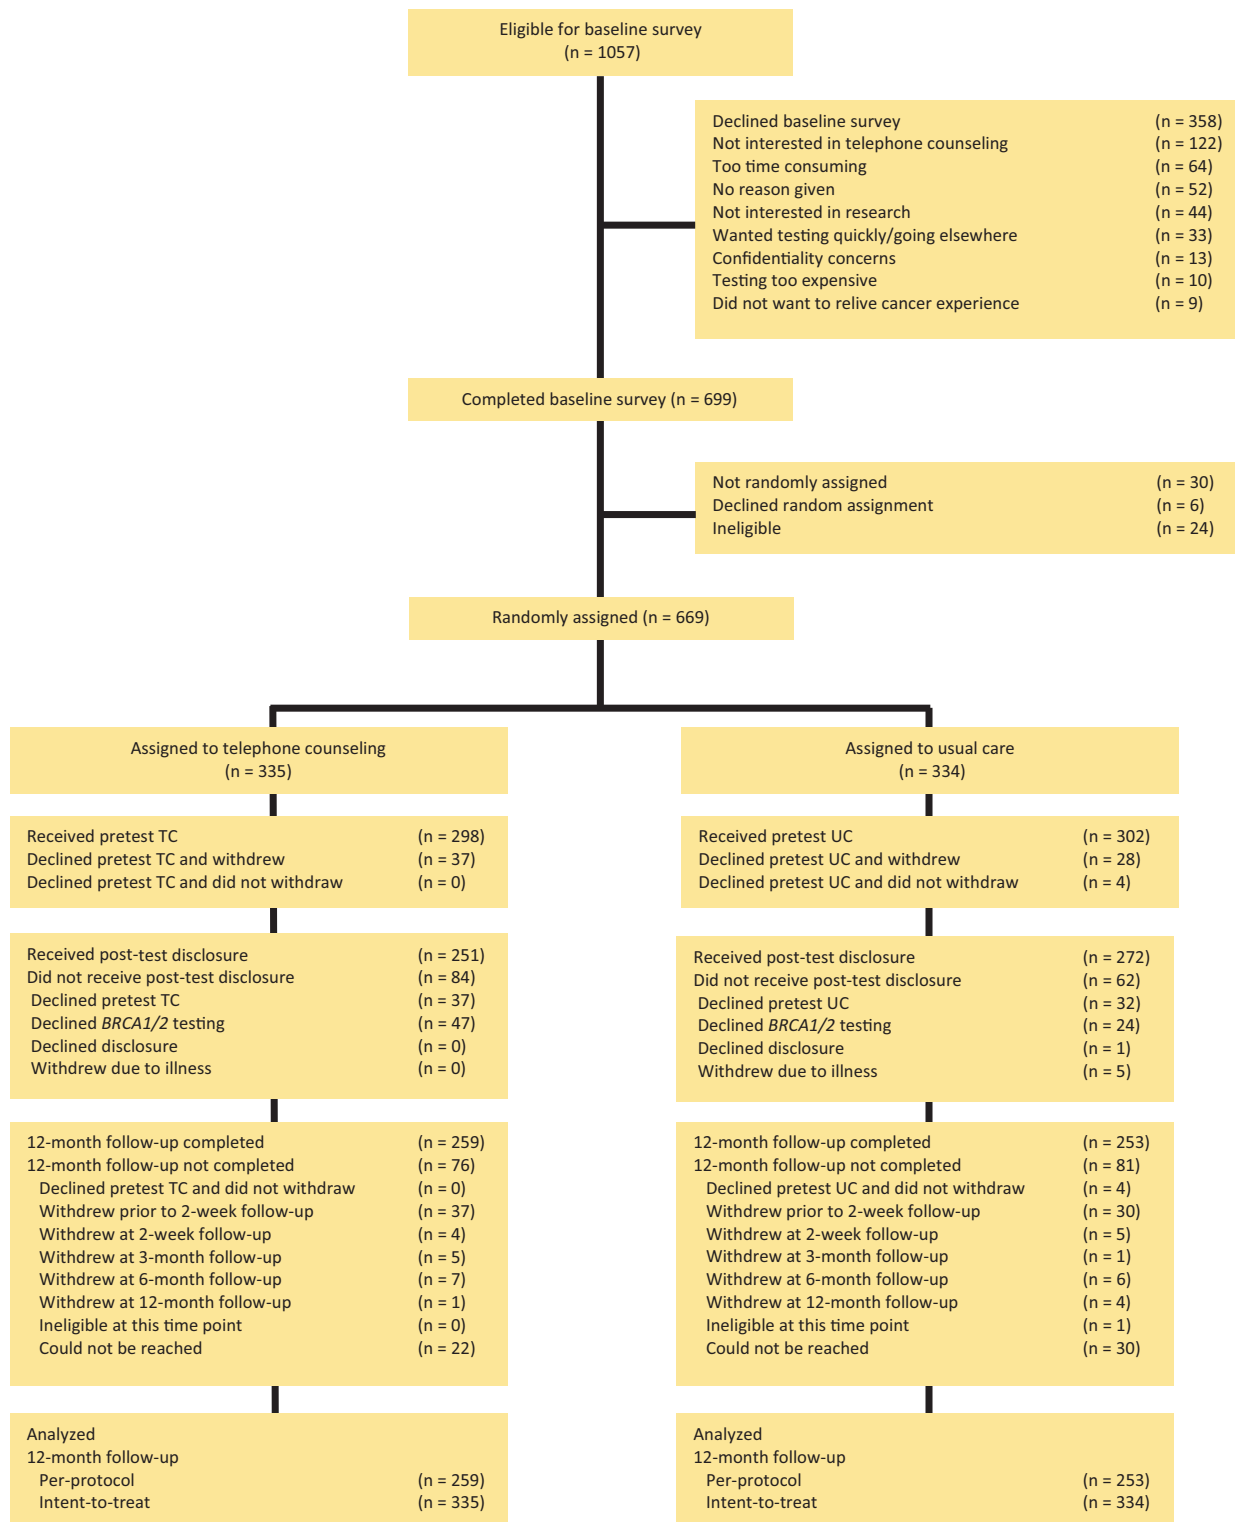 Eligible for baseline survey
(n = 1057)
Declined baseline survey (n = 358)
Not interested in telephone counseling (n = 122)
Too time consuming (n = 64)
No reason given (n = 52)
Not interested in research (n = 44)
Wanted testing quickly/going elsewhere (n = 33)
Confidentiality concerns (n = 13)
Testing too expensive (n = 10)
Did not want to relive cancer experience (n = 9)
Completed baseline survey (n = 699)
Not randomly assigned (n = 30)
Declined random assignment (n = 6)
Ineligible (n = 24)
Randomly assigned (n = 669)
Assigned to telephone counseling
(n = 335)
Received pretest TC (n = 298)
Declined pretest TC and withdrew (n = 37)
Declined pretest TC and did not withdraw (n = 0)
Received post-test disclosure (n = 251)
Did not receive post-test disclosure (n = 84)
Declined pretest TC (n = 37)
Declined BRCA1/2 testing (n = 47)
Declined disclosure (n = 0)
Withdrew due to illness (n = 0)
12-month follow-up completed (n = 259)
12-month follow-up not completed (n = 76)
Declined pretest TC and did not withdraw (n = 0)
Withdrew prior to 2-week follow-up (n = 37)
Withdrew at 2-week follow-up (n = 4)
Withdrew at 3-month follow-up (n = 5)
Withdrew at 6-month follow-up (n = 7)
Withdrew at 12-month follow-up (n = 1)
Ineligible at this time point (n = 0)
Could not be reached (n = 22)
Analyzed
12-month follow-up
Per-protocol (n = 259)
Intent-to-treat (n = 335)
Assigned to usual care
(n = 334)
Received pretest UC (n = 302)
Declined pretest UC and withdrew (n = 28)
Declined pretest UC and did not withdraw (n = 4)
Received post-test disclosure (n = 272)
Did not receive post-test disclosure (n = 62)
Declined pretest UC (n = 32)
Declined BRCA1/2 testing (n = 24)
Declined disclosure (n = 1)
Withdrew due to illness (n = 5)
12-month follow-up completed (n = 253)
12-month follow-up not completed (n = 81)
Declined pretest UC and did not withdraw (n = 4)
Withdrew prior to 2-week follow-up (n = 30)
Withdrew at 2-week follow-up (n = 5)
Withdrew at 3-month follow-up (n = 1)
Withdrew at 6-month follow-up (n = 6)
Withdrew at 12-month follow-up (n = 4)
Ineligible at this time point (n = 1)
Could not be reached (n = 30)
Analyzed
12-month follow-up
Per-protocol (n = 253)
Intent-to-treat (n = 334)